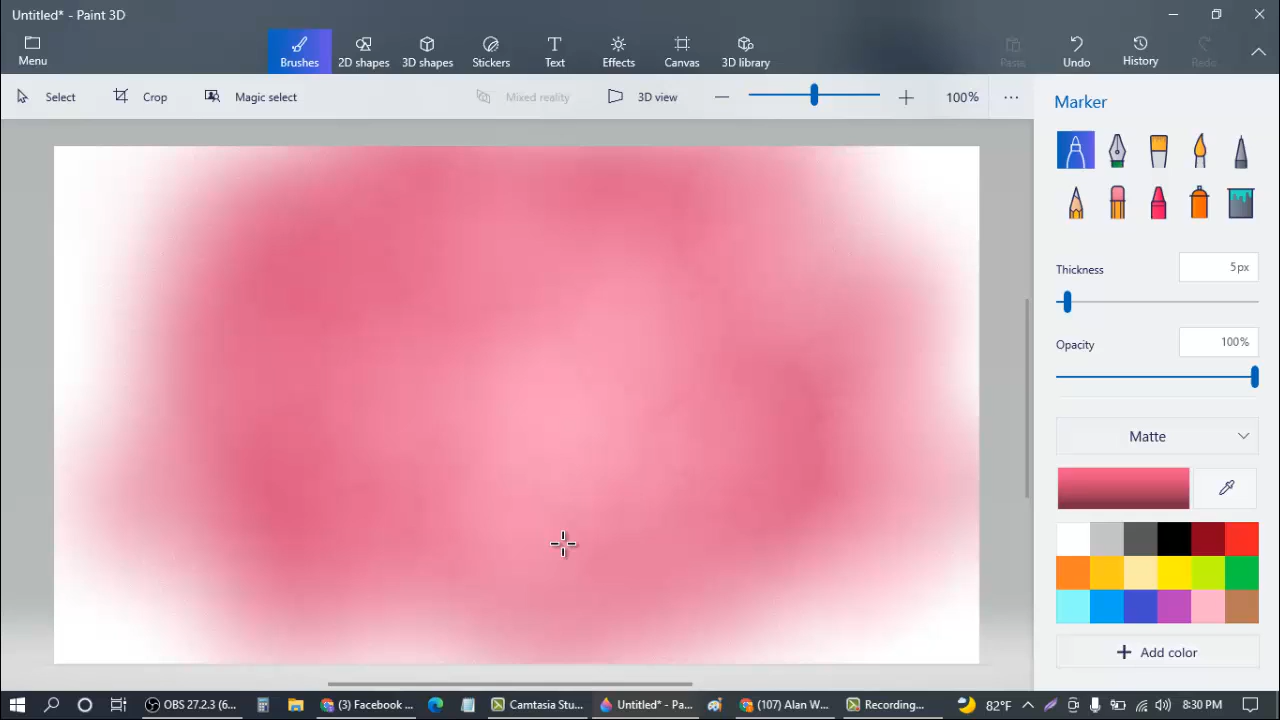 Untitled* - Paint 3D
Menu
Brushes
2D shapes
3D shapes
Stickers
Text
Effects
Canvas
3D library
Paste
Undo
History
Redo
Select
Crop
Magic select
Mixed reality
3D view
100%
Marker
Thickness
5px
Opacity
100%
Matte
Add color
OBS 27.2.3 (6...
(3) Facebook ...
Camtasia Stu...
Untitled* - Pa...
(107) Alan W...
Recording...
82°F
8:30 PM